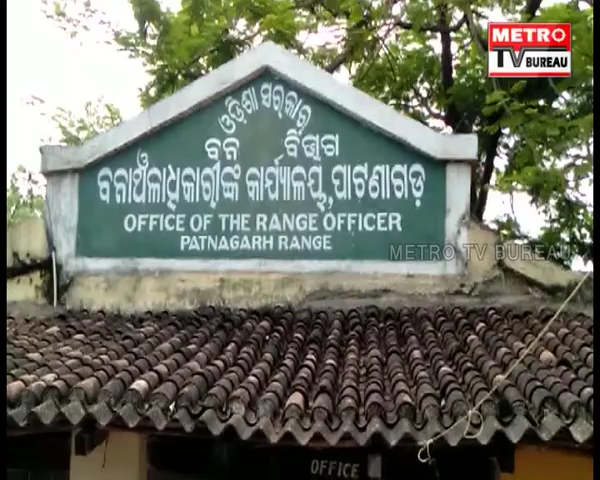 METRO
TV BUREAU
ଓଡ଼ିଶା ସରକାର
ବନ ବିଭାଗ
ବନାଞ୍ଚଳାଧିକାରୀଙ୍କ କାର୍ଯ୍ୟାଳୟ, ପାଟଣାଗଡ଼
OFFICE OF THE RANGE OFFICER
PATNAGARH RANGE
METRO TV BUREAU
OFFICE